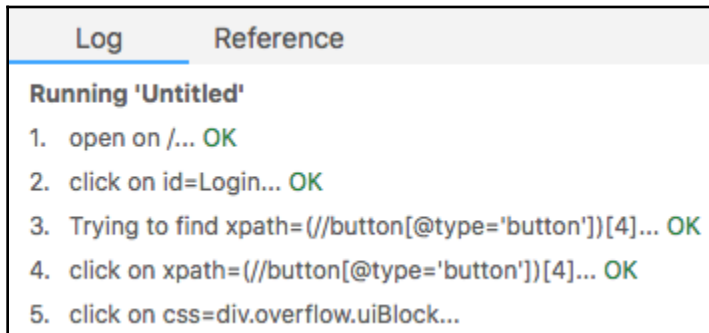 Log Reference
Running 'Untitled'
1. open on /... OK
2. click on id=Login... OK
3. Trying to find xpath=(//button[@type='button'])[4]... OK
4. click on xpath=(//button[@type='button'])[4]... OK
5. click on css=div.overflow.uiBlock...